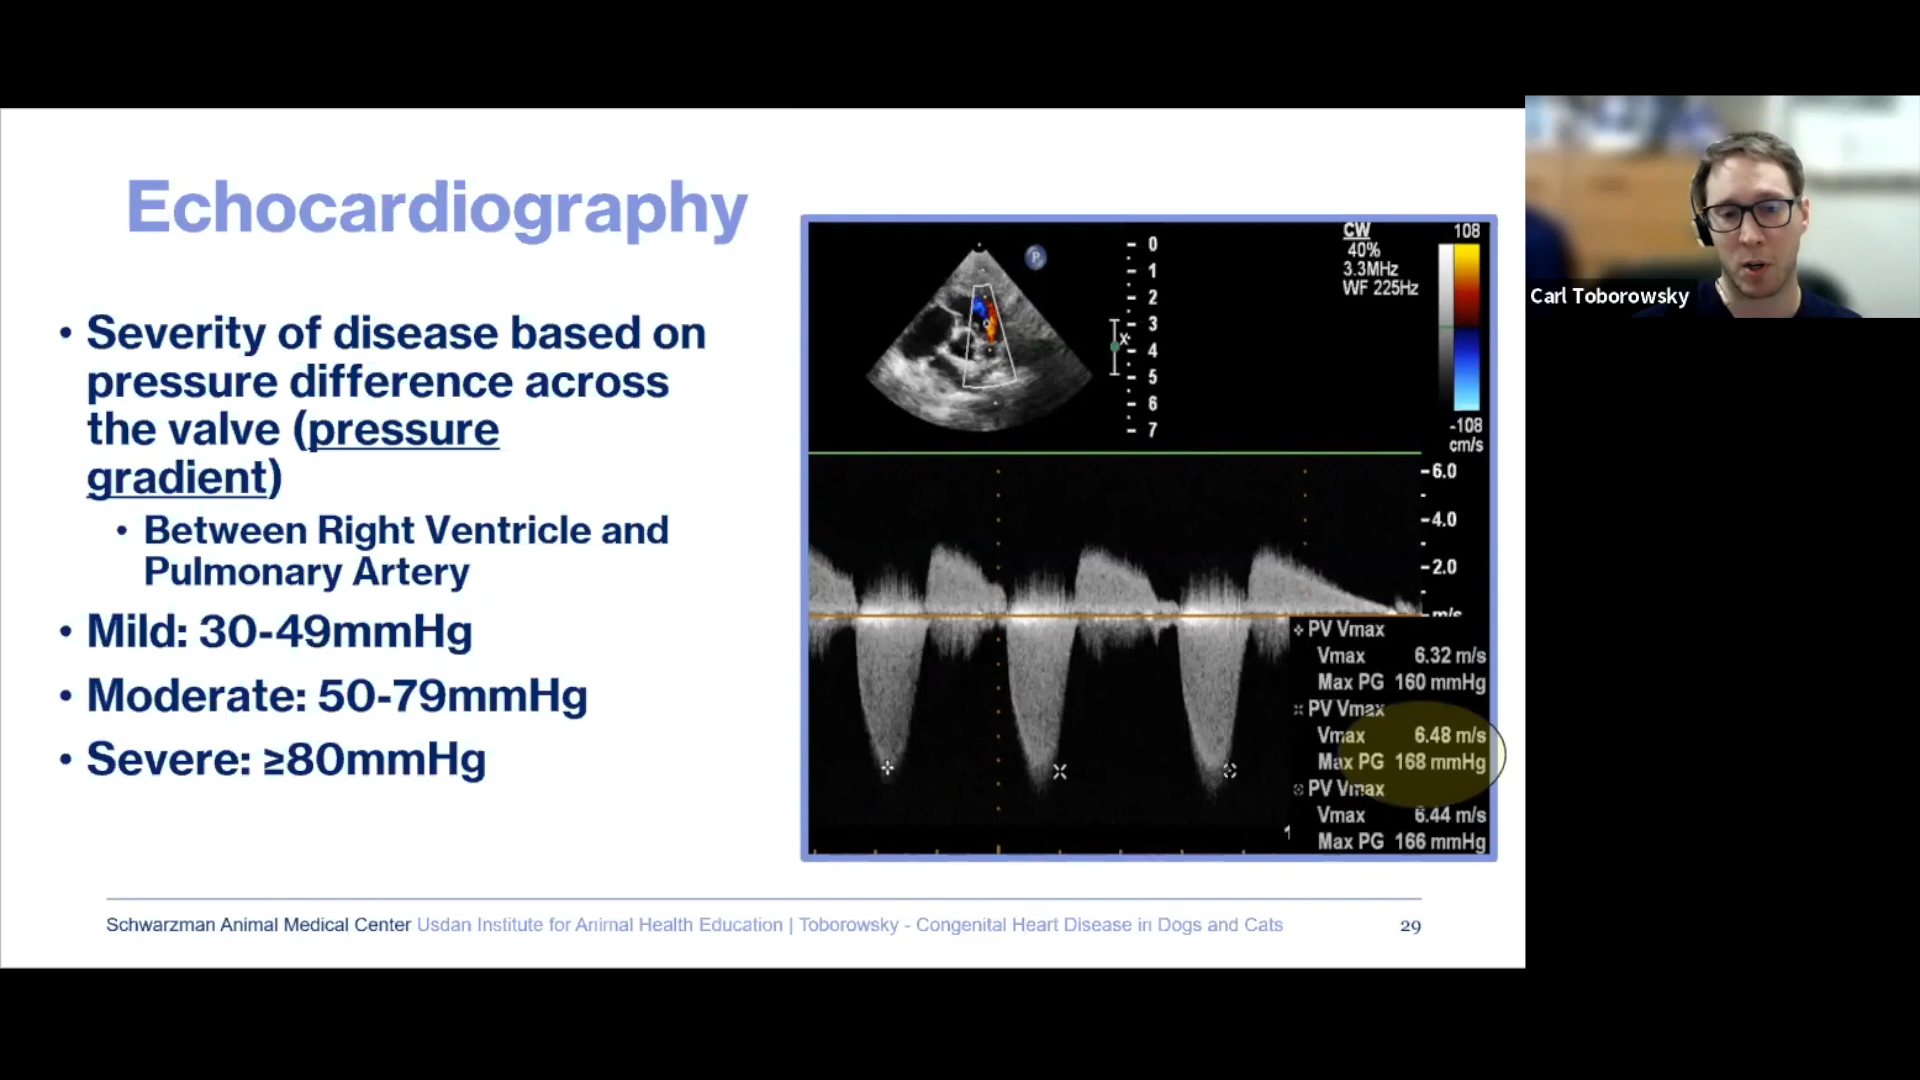 Echocardiography
• Severity of disease based on
pressure difference across
the valve (pressure
gradient)
• Between Right Ventricle and
Pulmonary Artery
• Mild: 30-49mmHg
• Moderate: 50-79mmHg
• Severe: ≥80mmHg
P
0
1
2
3
4
5
6
7
X
CW
40%
3.3MHz
WF 225Hz
108
-108
cm/s
-6.0
-4.0
-2.0
m/s
PV Vmax
Vmax 6.32 m/s
Max PG 160 mmHg
PV Vmax
Vmax 6.48 m/s
Max PG 168 mmHg
PV Vmax
Vmax 6.44 m/s
Max PG 166 mmHg
1
Carl Toborowsky
Schwarzman Animal Medical Center Usdan Institute for Animal Health Education | Toborowsky - Congenital Heart Disease in Dogs and Cats 29